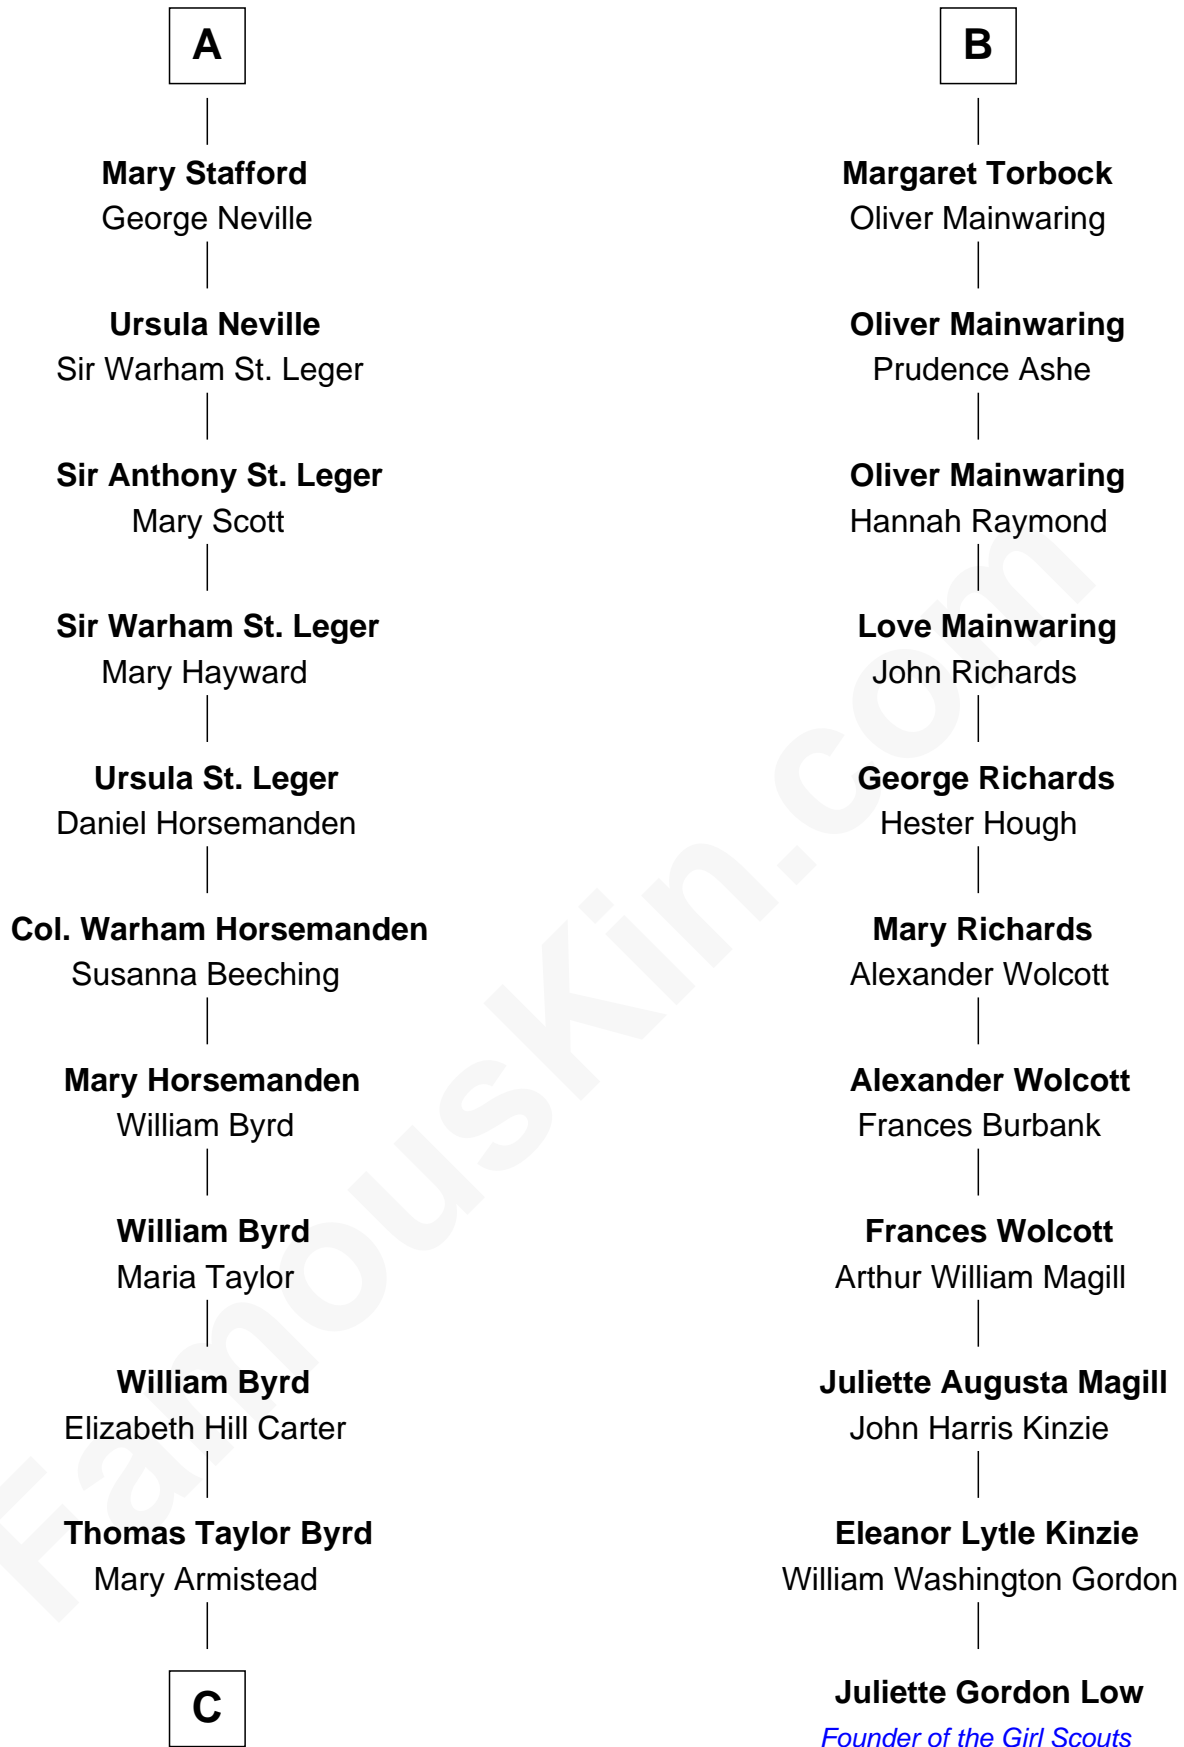 A
Mary Stafford
George Neville
Ursula Neville
Sir Warham St. Leger
Sir Anthony St. Leger
Mary Scott
Sir Warham St. Leger
Mary Hayward
Ursula St. Leger
Daniel Horsemanden
Col. Warham Horsemanden
Susanna Beeching
Mary Horsemanden
William Byrd
William Byrd
Maria Taylor
William Byrd
Elizabeth Hill Carter
Thomas Taylor Byrd
Mary Armistead
C
B
Margaret Torbock
Oliver Mainwaring
Oliver Mainwaring
Prudence Ashe
Oliver Mainwaring
Hannah Raymond
Love Mainwaring
John Richards
George Richards
Hester Hough
Mary Richards
Alexander Wolcott
Alexander Wolcott
Frances Burbank
Frances Wolcott
Arthur William Magill
Juliette Augusta Magill
John Harris Kinzie
Eleanor Lytle Kinzie
William Washington Gordon
Juliette Gordon Low
Founder of the Girl Scouts
FamousKin.com